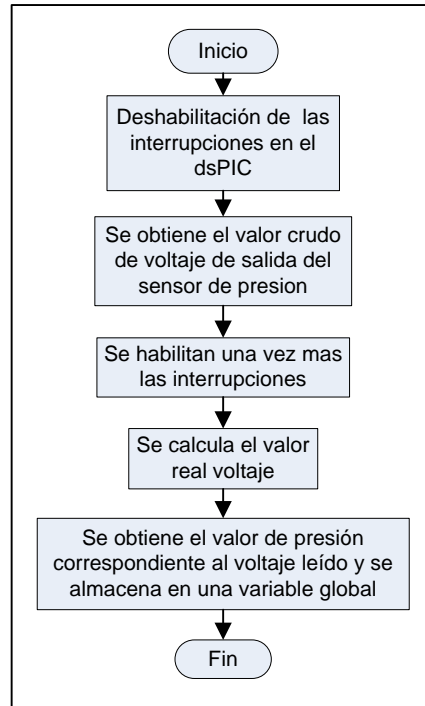 Inicio
Deshabilitación de las
interrupciones en el
dsPIC
Se obtiene el valor crudo
de voltaje de salida del
sensor de presion
Se habilitan una vez mas
las interrupciones
Se calcula el valor
real voltaje
Se obtiene el valor de presión
correspondiente al voltaje leído y se
almacena en una variable global
Fin